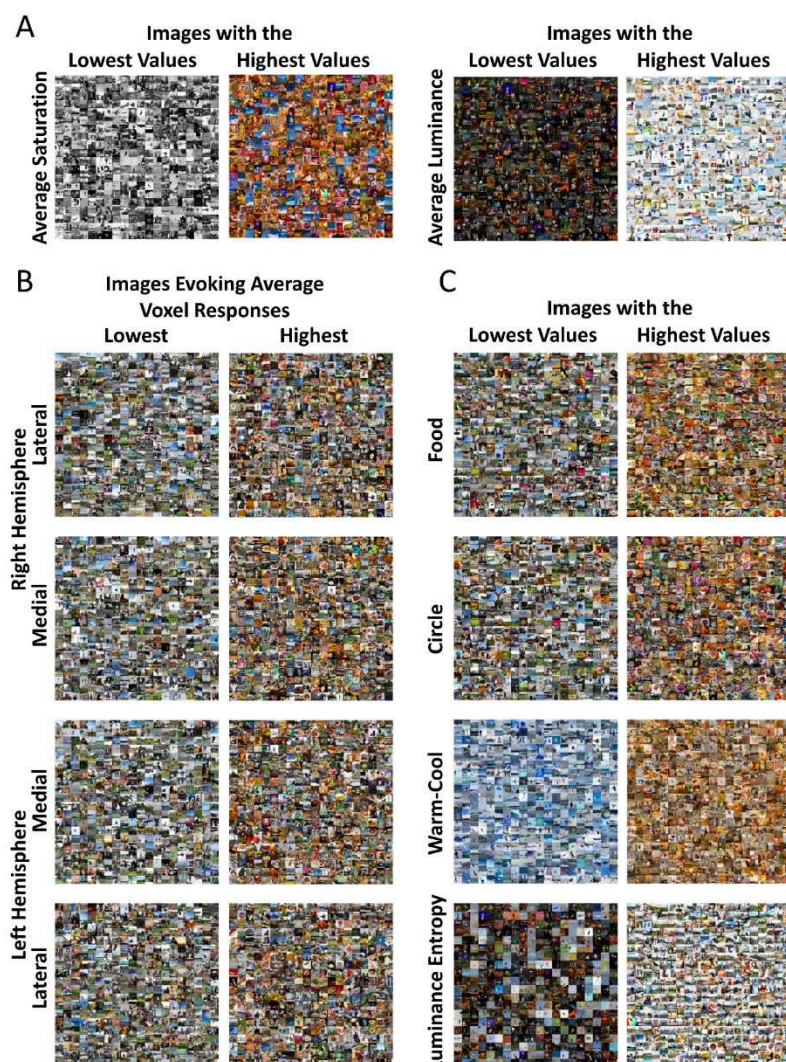 A
Images with the
Lowest Values Highest Values
Average Saturation
Images with the
Lowest Values Highest Values
Average Luminance
B
Images Evoking Average
Voxel Responses
Lowest Highest
Right Hemisphere
Lateral
Medial
Left Hemisphere
Medial
Lateral
C
Images with the
Lowest Values Highest Values
Food
Circle
Warm-Cool
Luminance Entropy